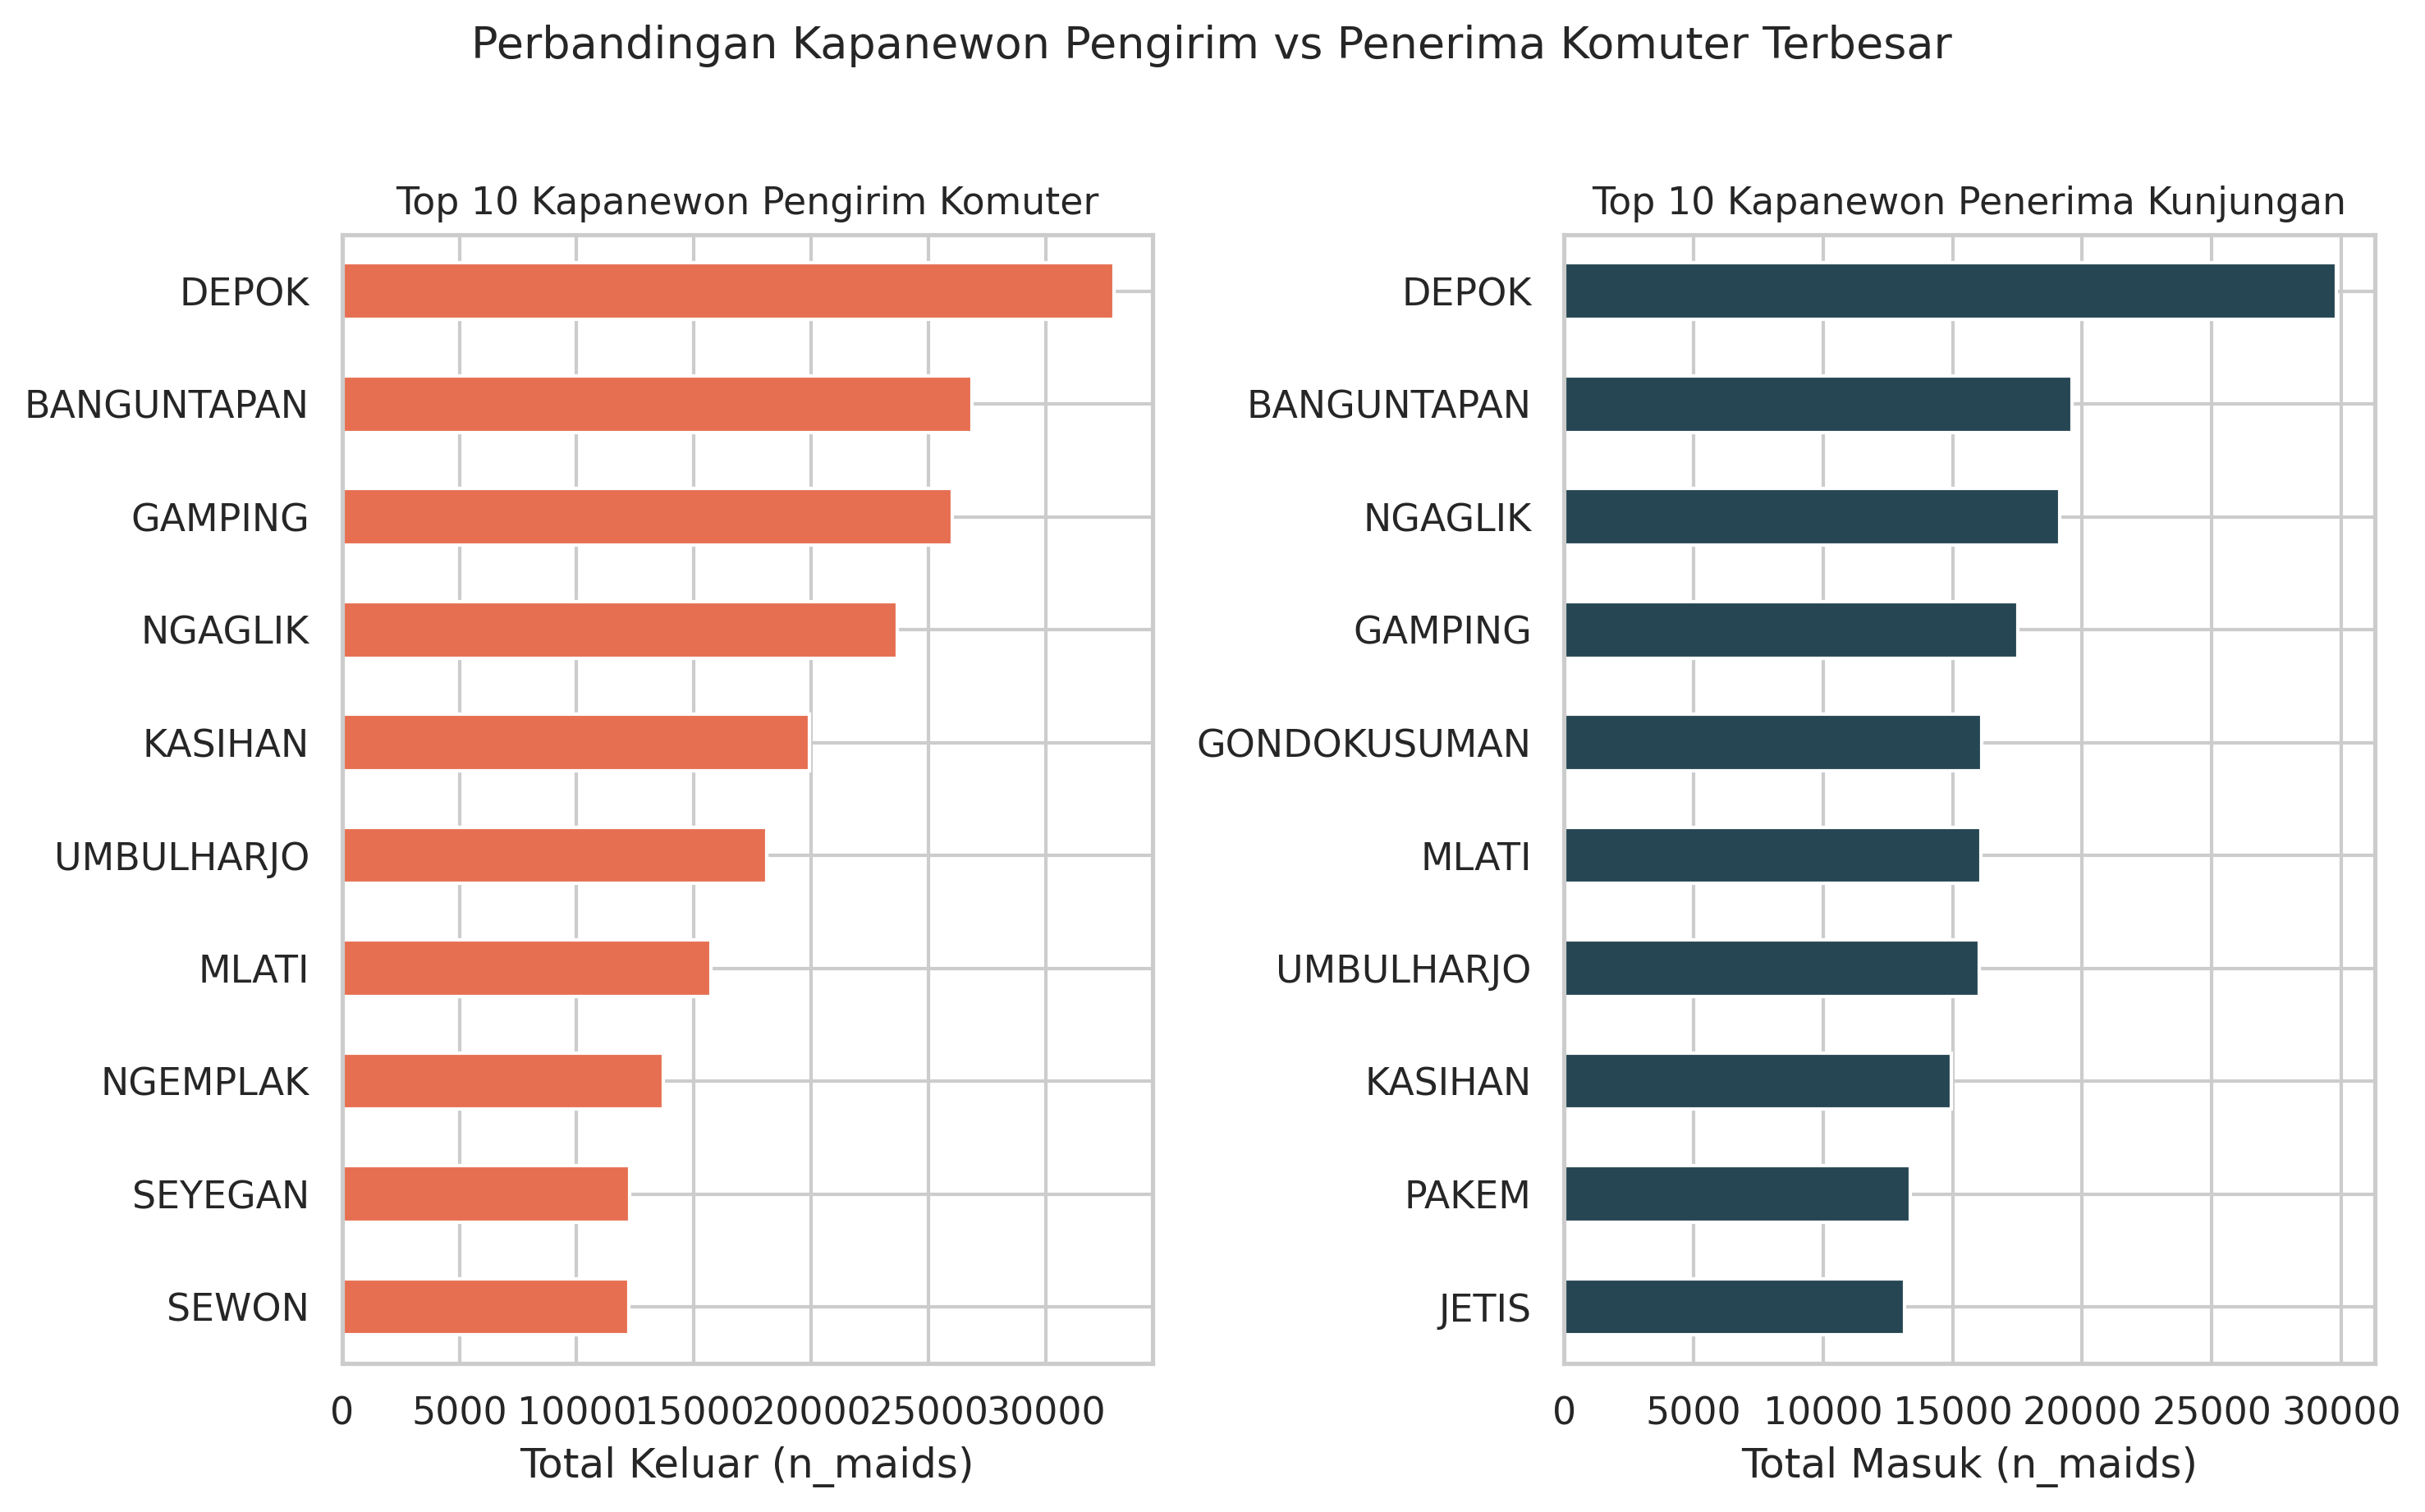 Perbandingan Kapanewon Pengirim vs Penerima Komuter Terbesar
Top 10 Kapanewon Pengirim Komuter
DEPOK
BANGUNTAPAN
GAMPING
NGAGLIK
KASIHAN
UMBULHARJO
MLATI
NGEMPLAK
SEYEGAN
SEWON
0 5000 10000 15000 20000 25000 30000
Total Keluar (n_maids)
Top 10 Kapanewon Penerima Kunjungan
DEPOK
BANGUNTAPAN
NGAGLIK
GAMPING
GONDOKUSUMAN
MLATI
UMBULHARJO
KASIHAN
PAKEM
JETIS
0 5000 10000 15000 20000 25000 30000
Total Masuk (n_maids)